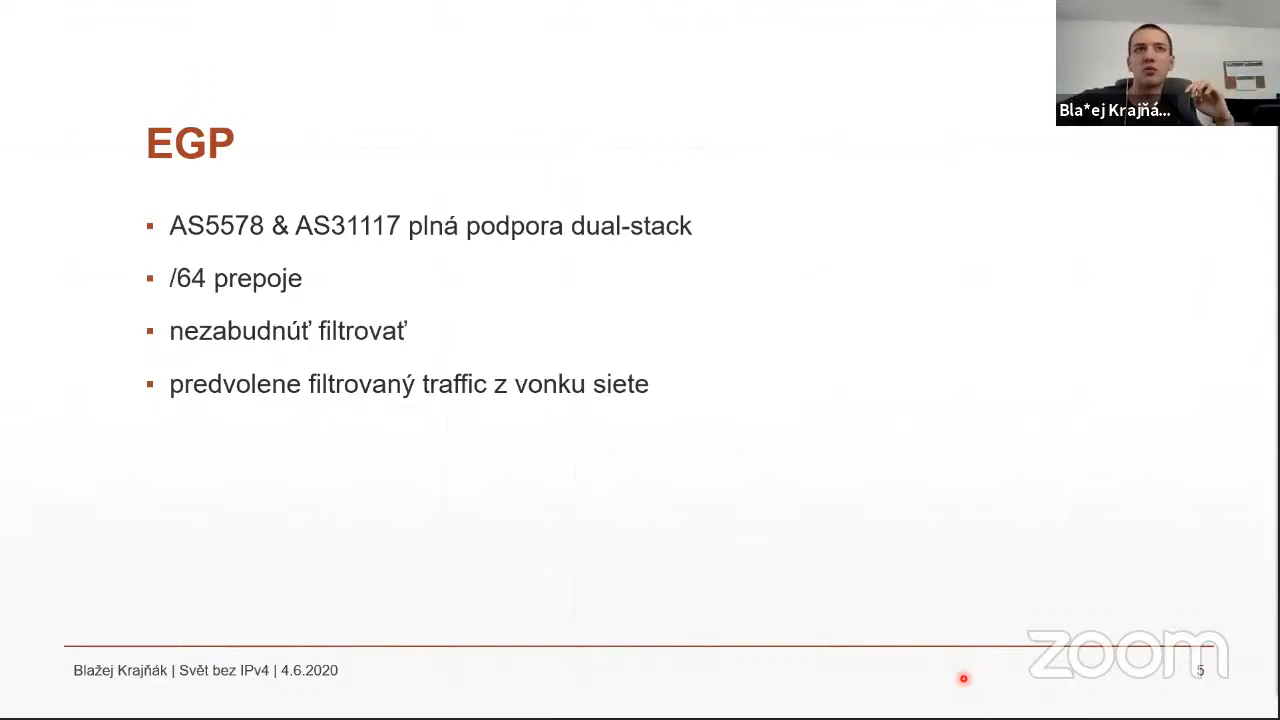 Bla*ej Krajňá...
EGP
▪ AS5578 & AS31117 plná podpora dual-stack
▪ /64 prepoje
▪ nezabudnúť filtrovať
▪ predvolene filtrovaný traffic z vonku siete
Blažej Krajňák | Svět bez IPv4 | 4.6.2020
zoom
5